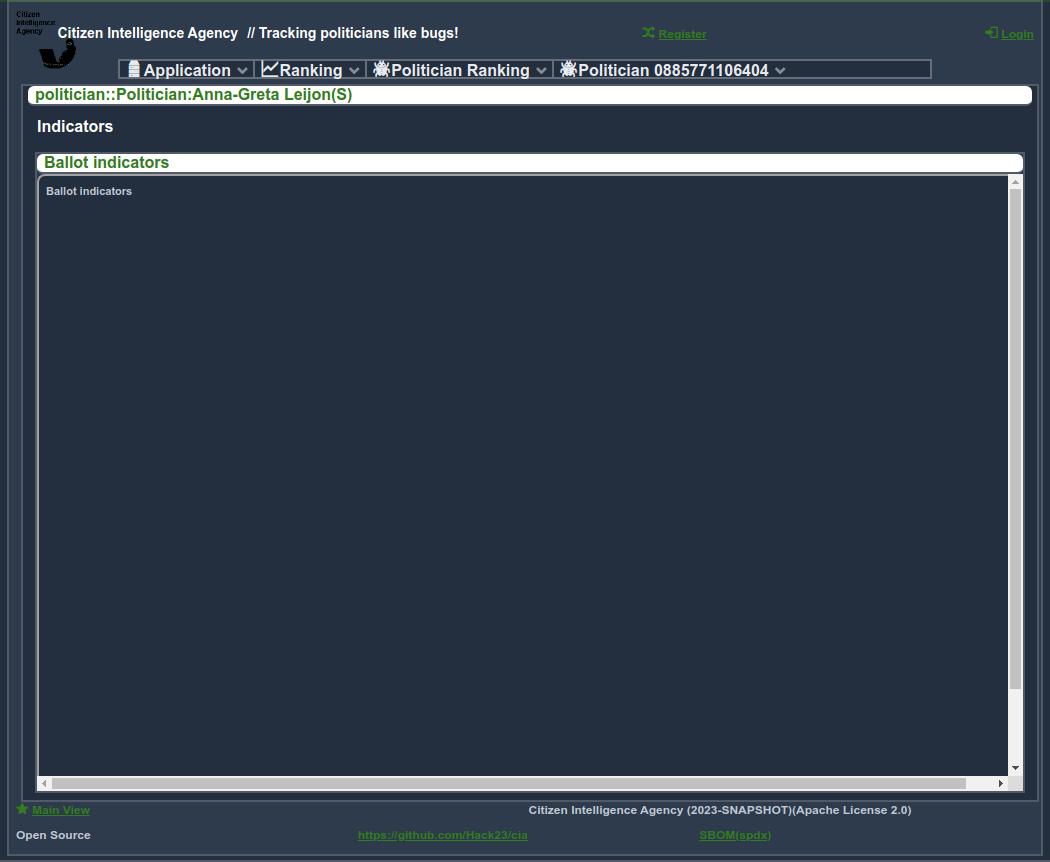 Citizen
Intelligence
Agency
Citizen Intelligence Agency // Tracking politicians like bugs!
Register
Login
Application
Ranking
Politician Ranking
Politician 0885771106404
politician::Politician:Anna-Greta Leijon(S)
Indicators
Ballot indicators
Ballot indicators
Main View
Citizen Intelligence Agency (2023-SNAPSHOT)(Apache License 2.0)
Open Source
https://github.com/Hack23/cia
SBOM(spdx)